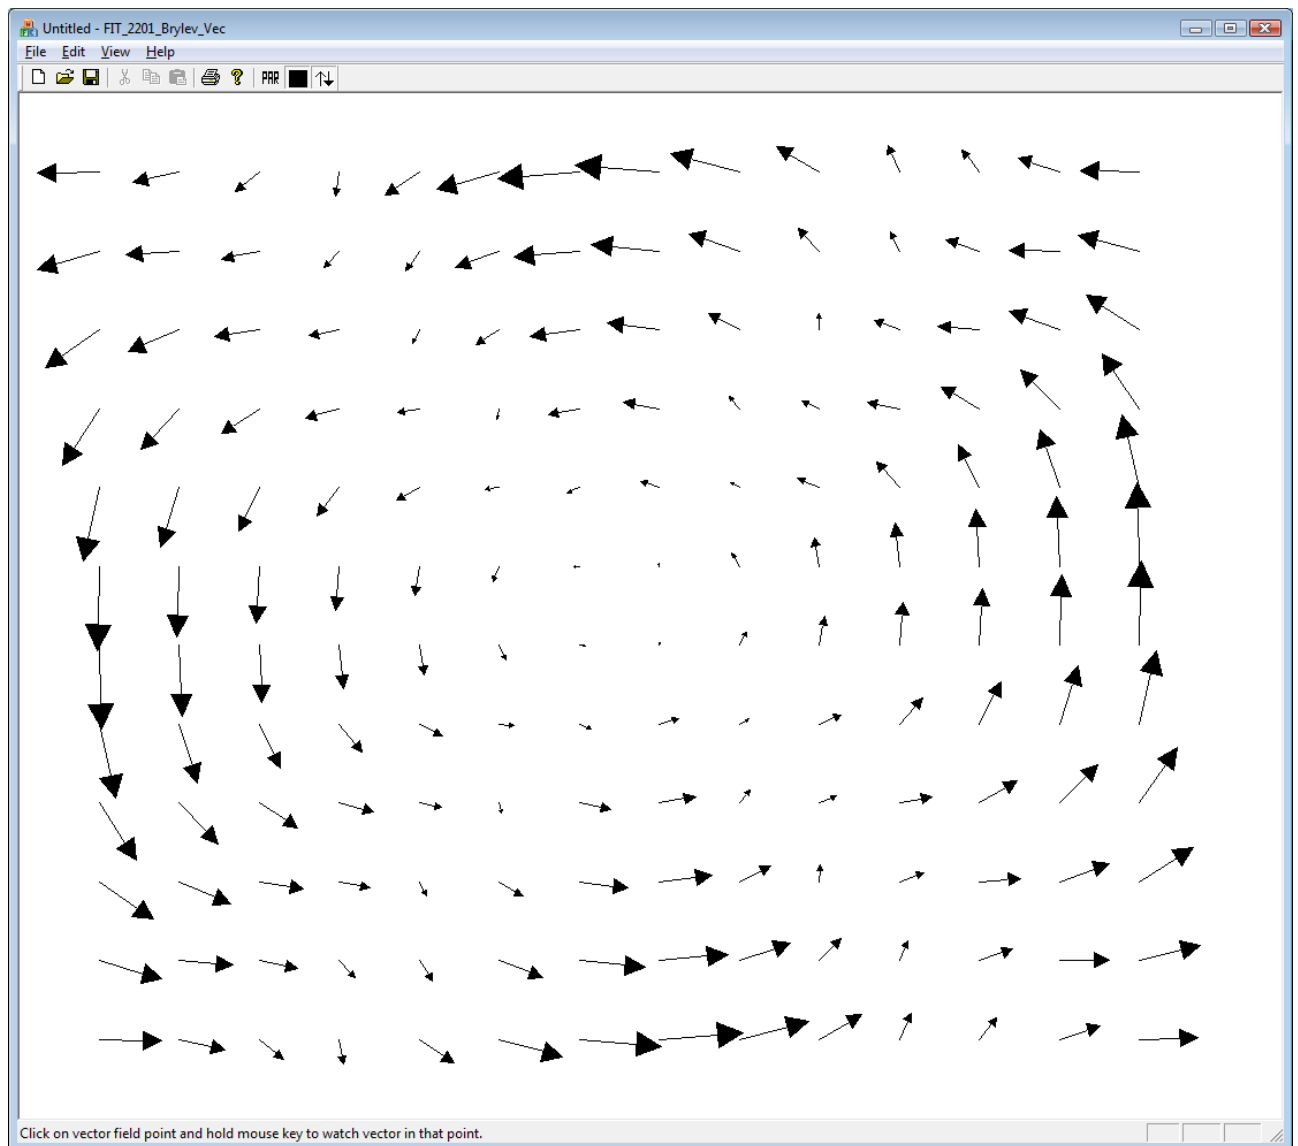 Untitled - FIT_2201_Brylev_Vec
File Edit View Help
PAR
Click on vector field point and hold mouse key to watch vector in that point.